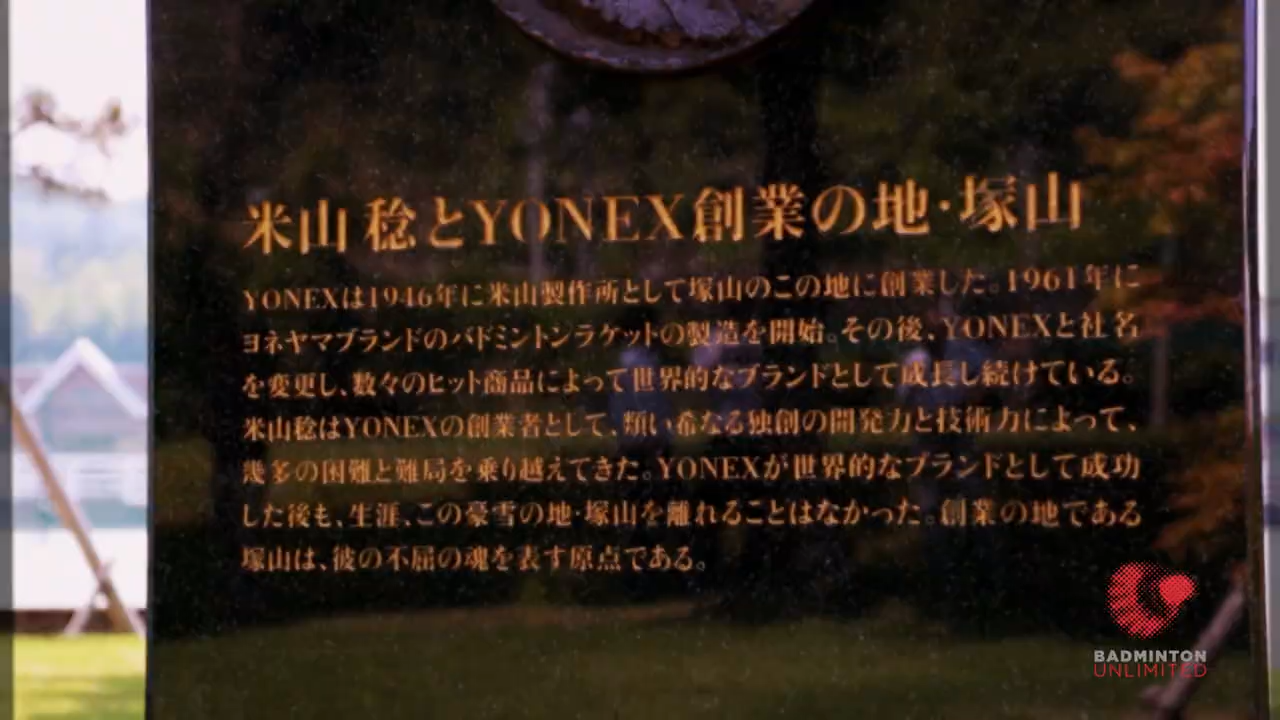 米山 稔とYONEX創業の地・塚山
YONEXは1946年に米山製作所として塚山のこの地に創業した。1961年に
ヨネヤマブランドのバドミントンラケットの製造を開始。その後、YONEXと社名
を変更し、数々のヒット商品によって世界的なブランドとして成長し続けている。
米山稔はYONEXの創業者として、類い希なる独創の開発力と技術力によって、
幾多の困難と難局を乗り越えてきた。YONEXが世界的なブランドとして成功
した後も、生涯、この豪雪の地・塚山を離れることはなかった。創業の地である
塚山は、彼の不屈の魂を表す原点である。
BADMINTON
UNLIMITED